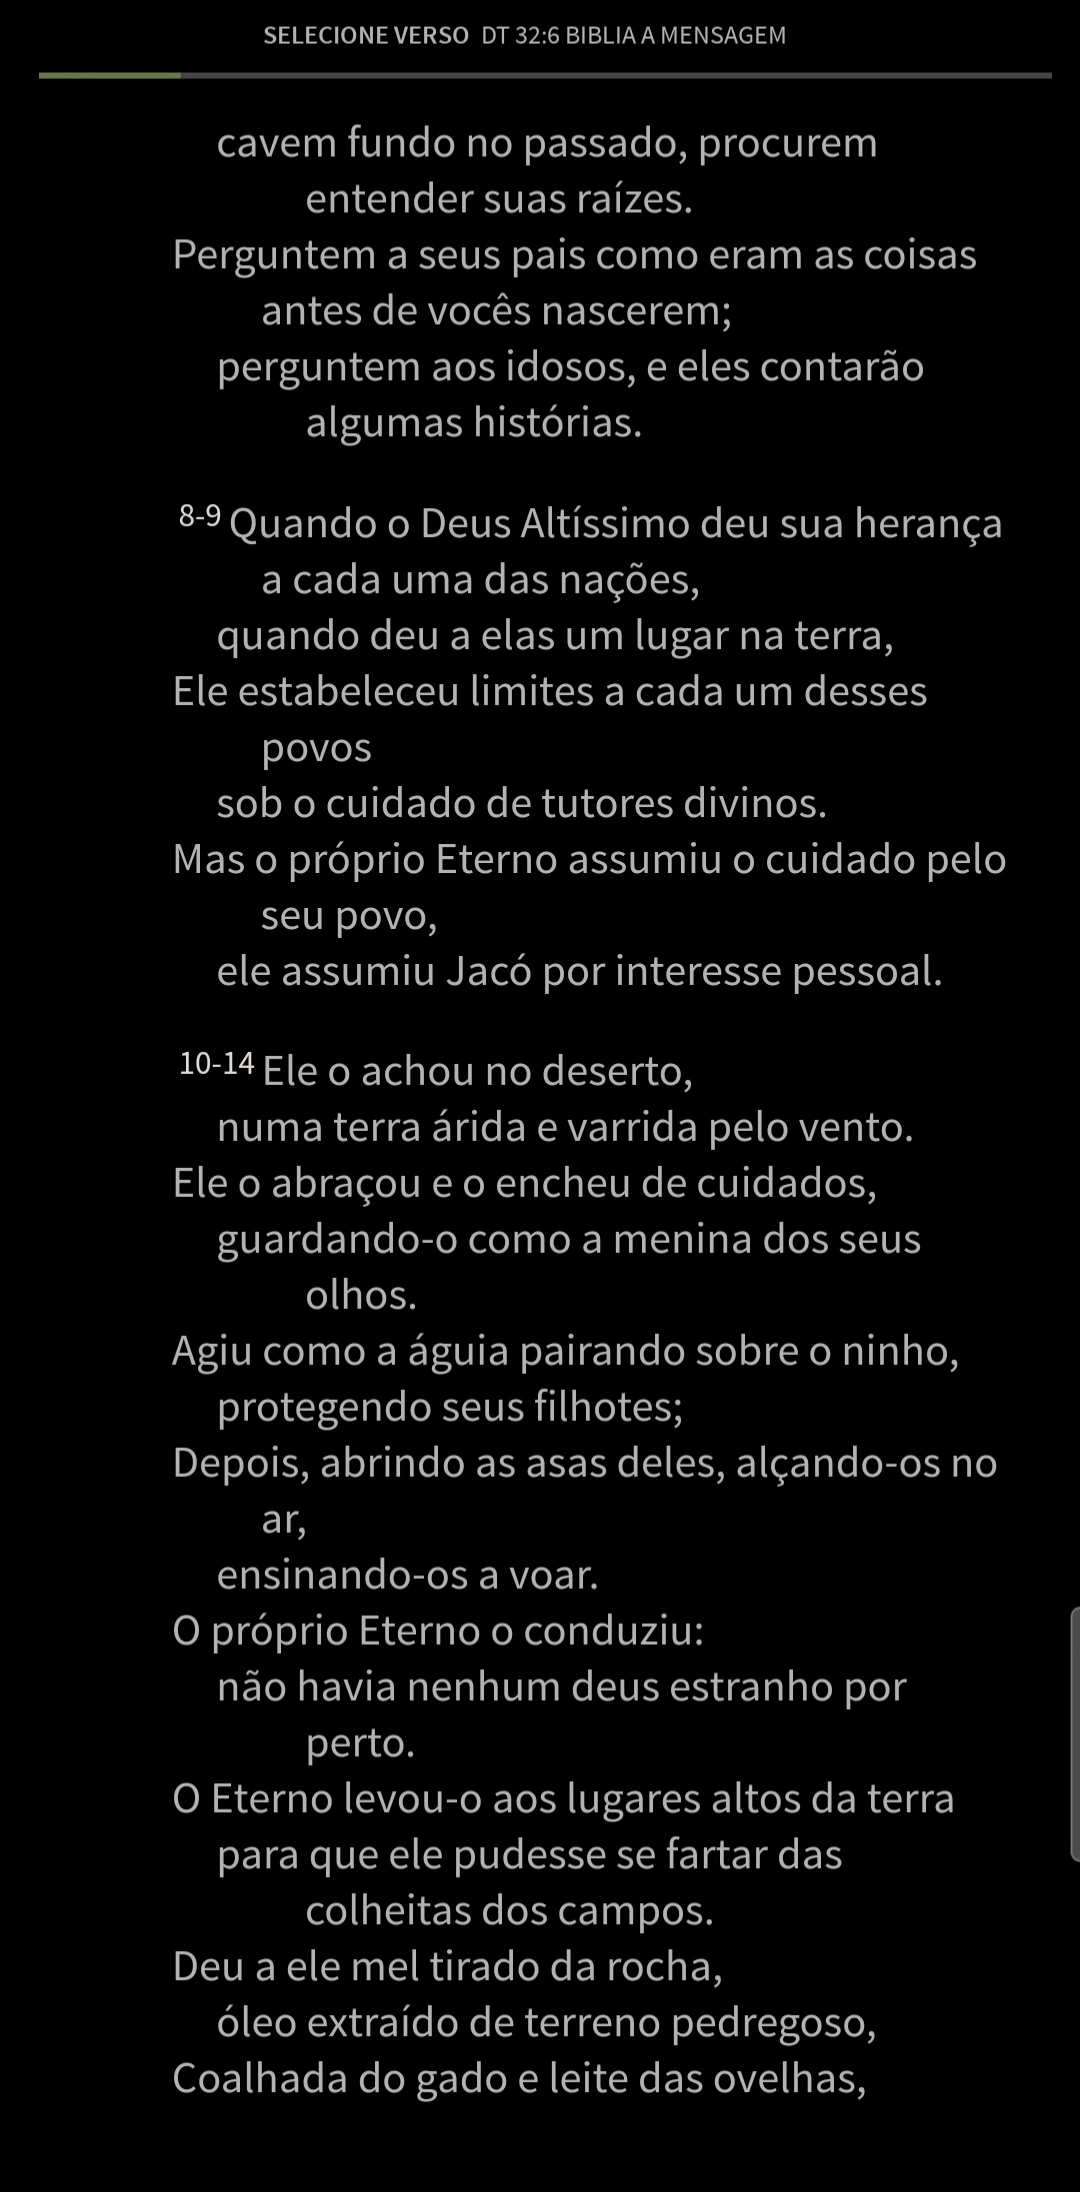 SELECIONE VERSO DT 32:6 BIBLIA A MENSAGEM
cavem fundo no passado, procurem
entender suas raízes.
Perguntem a seus pais como eram as coisas
antes de vocês nascerem;
perguntem aos idosos, e eles contarão
algumas histórias.
8-9 Quando o Deus Altíssimo deu sua herança
a cada uma das nações,
quando deu a elas um lugar na terra,
Ele estabeleceu limites a cada um desses
povos
sob o cuidado de tutores divinos.
Mas o próprio Eterno assumiu o cuidado pelo
seu povo,
ele assumiu Jacó por interesse pessoal.
10-14 Ele o achou no deserto,
numa terra árida e varrida pelo vento.
Ele o abraçou e o encheu de cuidados,
guardando-o como a menina dos seus
olhos.
Agiu como a águia pairando sobre o ninho,
protegendo seus filhotes;
Depois, abrindo as asas deles, alçando-os no
ar,
ensinando-os a voar.
O próprio Eterno o conduziu:
não havia nenhum deus estranho por
perto.
O Eterno levou-o aos lugares altos da terra
para que ele pudesse se fartar das
colheitas dos campos.
Deu a ele mel tirado da rocha,
óleo extraído de terreno pedregoso,
Coalhada do gado e leite das ovelhas,